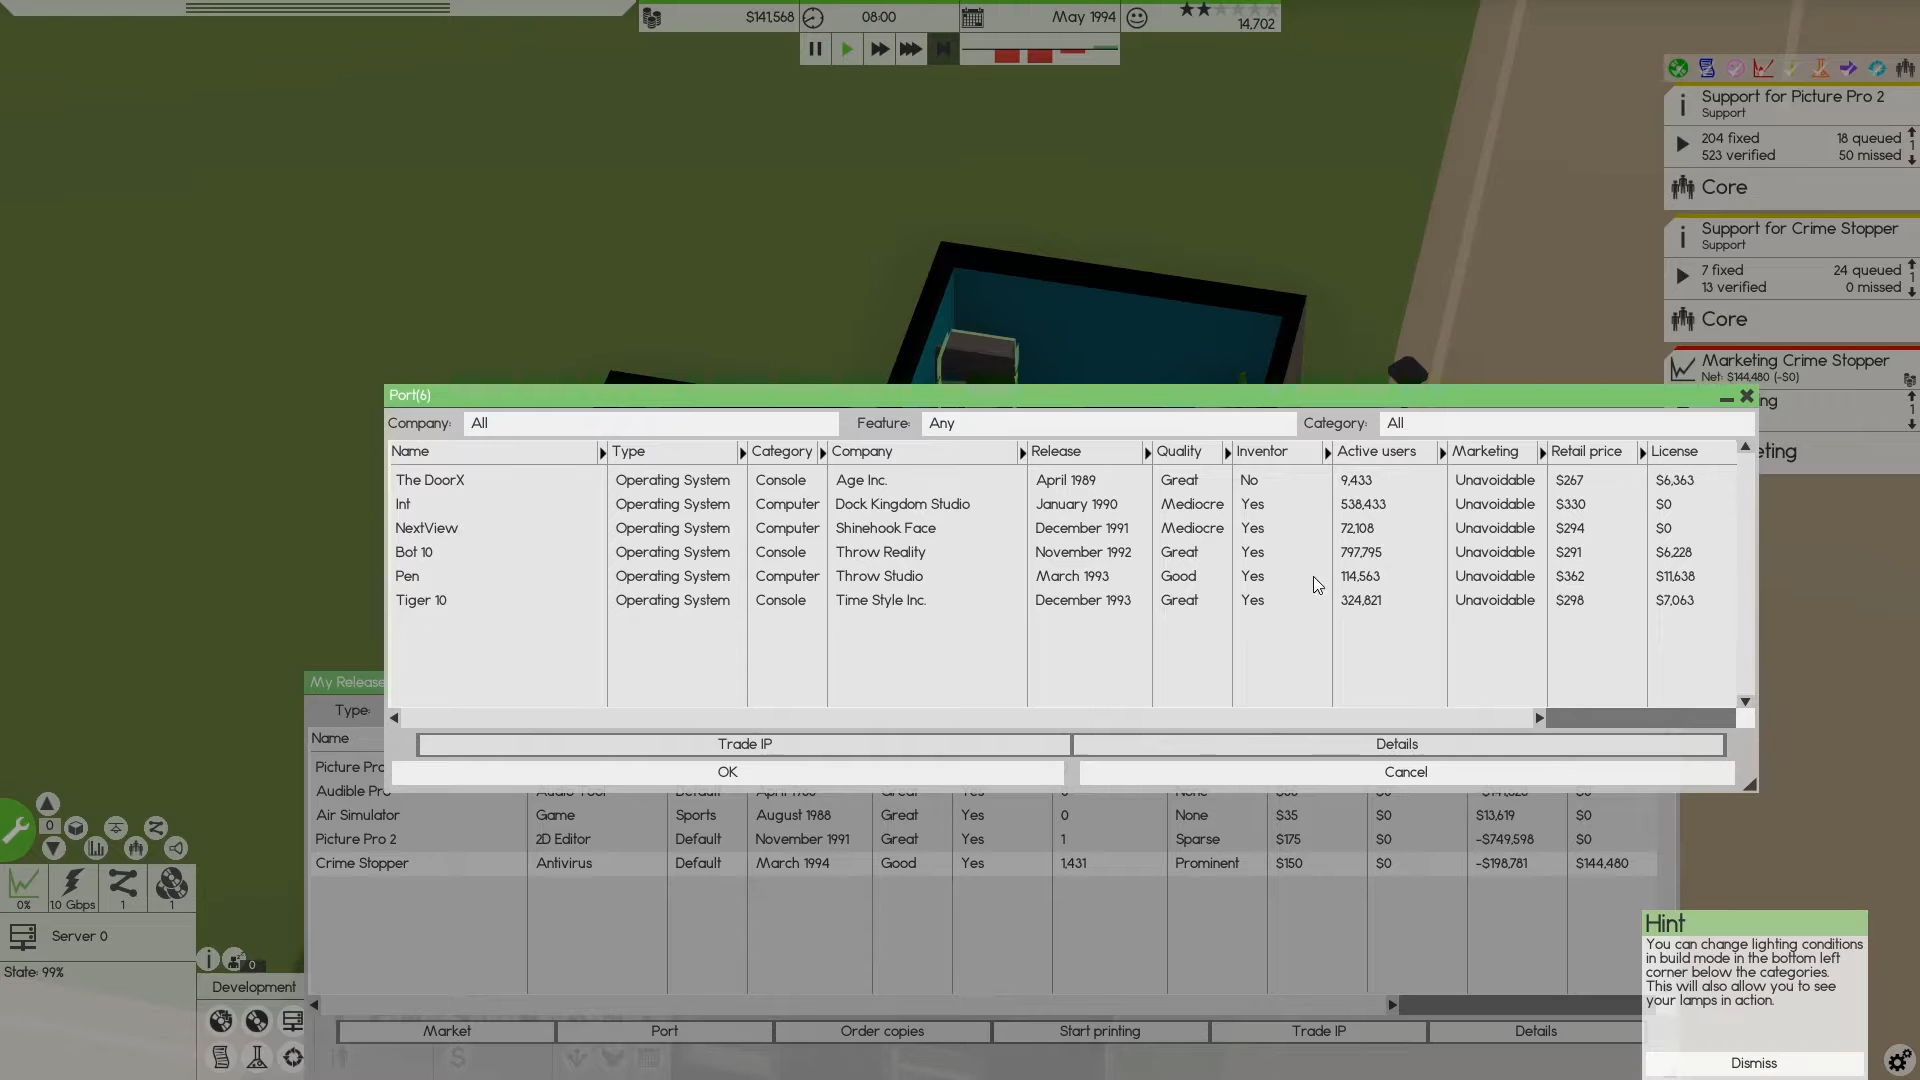 $141,568
08:00
May 1994
14,702
Support for Picture Pro 2
Support
204 fixed 18 queued
523 verified 50 missed
1
Core
Support for Crime Stopper
Support
7 fixed 24 queued
13 verified 0 missed
1
Core
Marketing Crime Stopper
Net: $144,480 (-$0)
1
Port(6)
Company: All Feature: Any Category: All
Name Type Category Company Release Quality Inventor Active users Marketing Retail price License
The DoorX Operating System Console Age Inc. April 1989 Great No 9,433 Unavoidable $267 $6,363
Int Operating System Computer Dock Kingdom Studio January 1990 Mediocre Yes 538,433 Unavoidable $330 $0
NextView Operating System Computer Shinehook Face December 1991 Mediocre Yes 72,108 Unavoidable $294 $0
Bot 10 Operating System Console Throw Reality November 1992 Great Yes 797,795 Unavoidable $291 $6,228
Pen Operating System Computer Throw Studio March 1993 Good Yes 114,563 Unavoidable $362 $11,638
Tiger 10 Operating System Console Time Style Inc. December 1993 Great Yes 324,821 Unavoidable $298 $7,063
Trade IP Details
OK Cancel
My Release
Type:
Name
Picture Pro
Audible Pro
Air Simulator Game Sports August 1988 Great Yes 0 None $35 $0 $13,619 $0
Picture Pro 2 2D Editor Default November 1991 Great Yes 1 Sparse $175 $0 -$749,598 $0
Crime Stopper Antivirus Default March 1994 Good Yes 1,431 Prominent $150 $0 -$198,781 $144,480
Market Port Order copies Start printing Trade IP Details
0
0% 1.0 Gbps 1 1
Server 0
State: 99%
0
Development
Hint
You can change lighting conditions
in build mode in the bottom left
corner below the categories.
This will also allow you to see
your lamps in action.
Dismiss